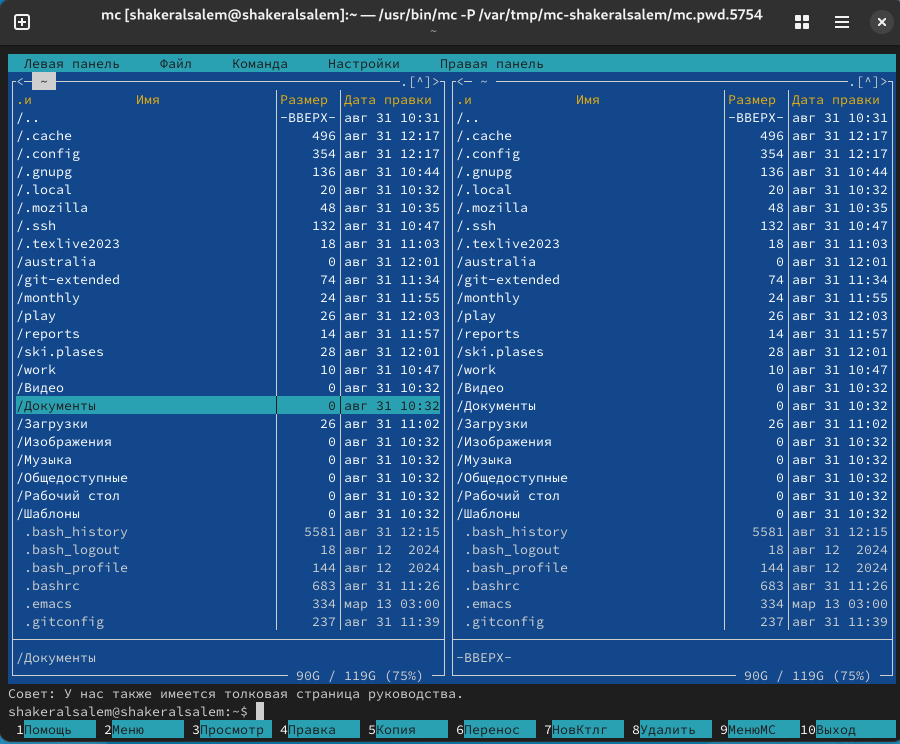 mc [shakeralsalem@shakeralsalem]:~ — /usr/bin/mc -P /var/tmp/mc-shakeralsalem/mc.pwd.5754
~
Левая панель Файл Команда Настройки Правая панель
<─ ~ ─.[^]> <─ ~ ─.[^]>
.и Имя Размер Дата правки .и Имя Размер Дата правки
/.. -ВВЕРХ- авг 31 10:31 /.. -ВВЕРХ- авг 31 10:31
/.cache 496 авг 31 12:17 /.cache 496 авг 31 12:17
/.config 354 авг 31 12:17 /.config 354 авг 31 12:17
/.gnupg 136 авг 31 10:44 /.gnupg 136 авг 31 10:44
/.local 20 авг 31 10:32 /.local 20 авг 31 10:32
/.mozilla 48 авг 31 10:35 /.mozilla 48 авг 31 10:35
/.ssh 132 авг 31 10:47 /.ssh 132 авг 31 10:47
/.texlive2023 18 авг 31 11:03 /.texlive2023 18 авг 31 11:03
/australia 0 авг 31 12:01 /australia 0 авг 31 12:01
/git-extended 74 авг 31 11:34 /git-extended 74 авг 31 11:34
/monthly 24 авг 31 11:55 /monthly 24 авг 31 11:55
/play 26 авг 31 12:03 /play 26 авг 31 12:03
/reports 14 авг 31 11:57 /reports 14 авг 31 11:57
/ski.plases 28 авг 31 12:01 /ski.plases 28 авг 31 12:01
/work 10 авг 31 10:47 /work 10 авг 31 10:47
/Видео 0 авг 31 10:32 /Видео 0 авг 31 10:32
/Документы 0 авг 31 10:32 /Документы 0 авг 31 10:32
/Загрузки 26 авг 31 11:02 /Загрузки 26 авг 31 11:02
/Изображения 0 авг 31 10:32 /Изображения 0 авг 31 10:32
/Музыка 0 авг 31 10:32 /Музыка 0 авг 31 10:32
/Общедоступные 0 авг 31 10:32 /Общедоступные 0 авг 31 10:32
/Рабочий стол 0 авг 31 10:32 /Рабочий стол 0 авг 31 10:32
/Шаблоны 0 авг 31 10:32 /Шаблоны 0 авг 31 10:32
.bash_history 5581 авг 31 12:15 .bash_history 5581 авг 31 12:15
.bash_logout 18 авг 12 2024 .bash_logout 18 авг 12 2024
.bash_profile 144 авг 12 2024 .bash_profile 144 авг 12 2024
.bashrc 683 авг 31 11:26 .bashrc 683 авг 31 11:26
.emacs 334 мар 13 03:00 .emacs 334 мар 13 03:00
.gitconfig 237 авг 31 11:39 .gitconfig 237 авг 31 11:39
/Документы -ВВЕРХ-
90G / 119G (75%) 90G / 119G (75%)
Совет: У нас также имеется толковая страница руководства.
shakeralsalem@shakeralsalem:~$
1Помощь 2Меню 3Просмотр 4Правка 5Копия 6Перенос 7НовКтлг 8Удалить 9МенюMC 10Выход